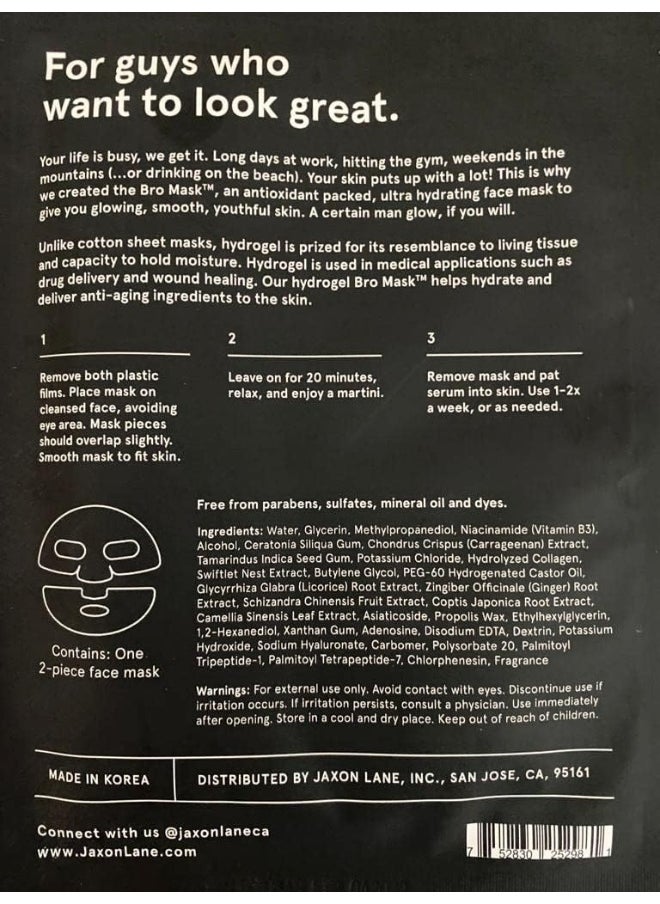 For guys who
want to look great.
Your life is busy, we get it. Long days at work, hitting the gym, weekends in the
mountains (...or drinking on the beach). Your skin puts up with a lot! This is why
we created the Bro Mask™, an antioxidant packed, ultra hydrating face mask to
give you glowing, smooth, youthful skin. A certain man glow, if you will.
Unlike cotton sheet masks, hydrogel is prized for its resemblance to living tissue
and capacity to hold moisture. Hydrogel is used in medical applications such as
drug delivery and wound healing. Our hydrogel Bro Mask™ helps hydrate and
deliver anti-aging ingredients to the skin.
1
Remove both plastic
films. Place mask on
cleansed face, avoiding
eye area. Mask pieces
should overlap slightly.
Smooth mask to fit skin.
2
Leave on for 20 minutes,
relax, and enjoy a martini.
3
Remove mask and pat
serum into skin. Use 1-2x
a week, or as needed.
Contains: One
2-piece face mask
Free from parabens, sulfates, mineral oil and dyes.
Ingredients: Water, Glycerin, Methylpropanediol, Niacinamide (Vitamin B3),
Alcohol, Ceratonia Siliqua Gum, Chondrus Crispus (Carrageenan) Extract,
Tamarindus Indica Seed Gum, Potassium Chloride, Hydrolyzed Collagen,
Swiftlet Nest Extract, Butylene Glycol, PEG-60 Hydrogenated Castor Oil,
Glycyrrhiza Glabra (Licorice) Root Extract, Zingiber Officinale (Ginger) Root
Extract, Schizandra Chinensis Fruit Extract, Coptis Japonica Root Extract,
Camellia Sinensis Leaf Extract, Asiaticoside, Propolis Wax, Ethylhexylglycerin,
1,2-Hexanediol, Xanthan Gum, Adenosine, Disodium EDTA, Dextrin, Potassium
Hydroxide, Sodium Hyaluronate, Carbomer, Polysorbate 20, Palmitoyl
Tripeptide-1, Palmitoyl Tetrapeptide-7, Chlorphenesin, Fragrance
Warnings: For external use only. Avoid contact with eyes. Discontinue use if
irritation occurs. If irritation persists, consult a physician. Use immediately
after opening. Store in a cool and dry place. Keep out of reach of children.
MADE IN KOREA
DISTRIBUTED BY JAXON LANE, INC., SAN JOSE, CA, 95161
Connect with us @jaxonlaneca
www.JaxonLane.com
7 52830 25298 1